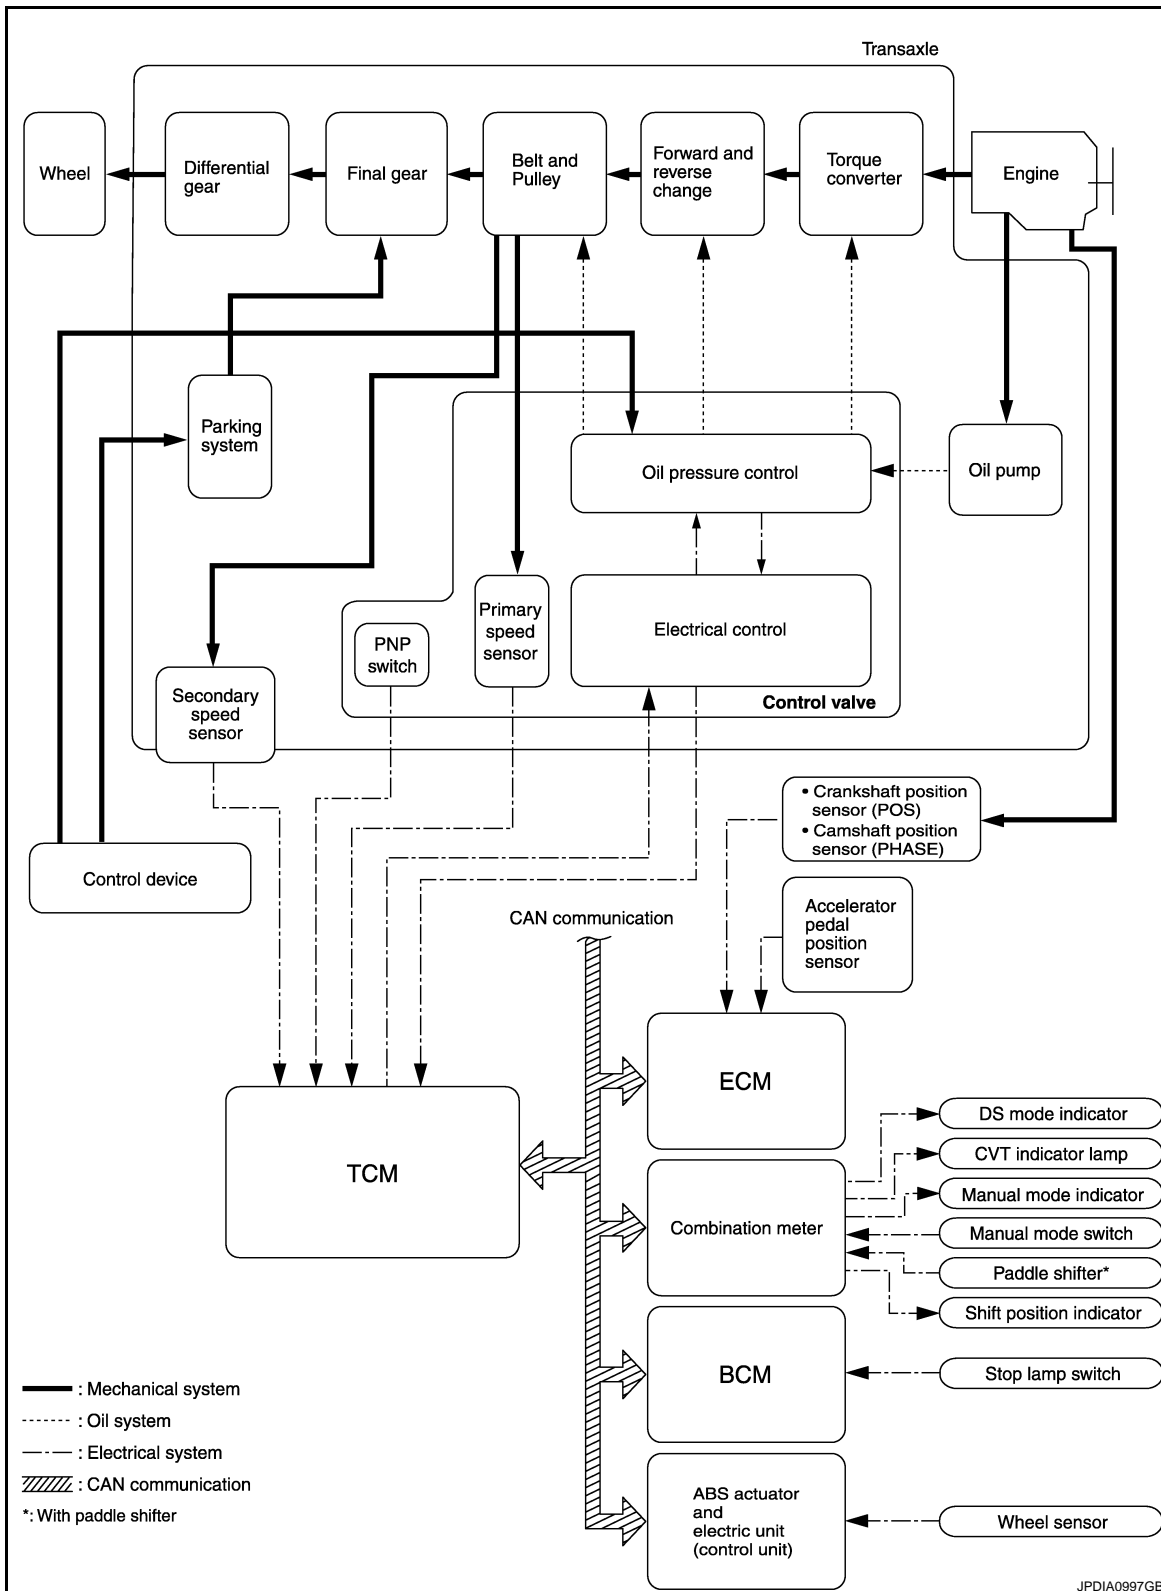 Transaxle
Wheel
Differential
gear
Final gear
Belt and
Pulley
Forward and
reverse
change
Torque
converter
Engine
Parking
system
Oil pressure control
Oil pump
Primary
speed
sensor
Electrical control
PNP
switch
Control valve
Secondary
speed
sensor
• Crankshaft position
sensor (POS)
• Camshaft position
sensor (PHASE)
Control device
Accelerator
pedal
position
sensor
CAN communication
ECM
TCM
DS mode indicator
CVT indicator lamp
Manual mode indicator
Combination meter
Manual mode switch
Paddle shifter*
Shift position indicator
BCM
Stop lamp switch
: Mechanical system
: Oil system
: Electrical system
: CAN communication
*: With paddle shifter
ABS actuator
and
electric unit
(control unit)
Wheel sensor
JPDIA0997GB